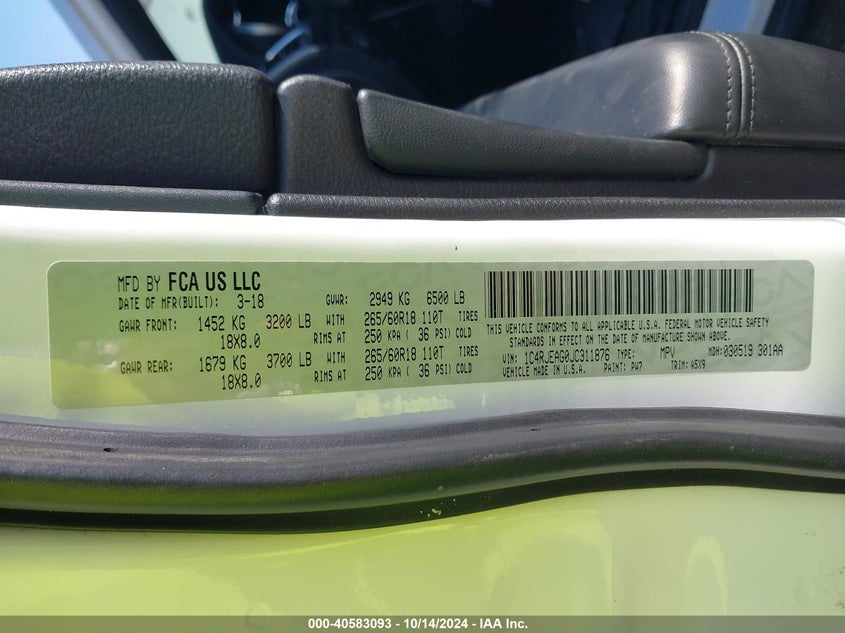 MFD BY FCA US LLC
DATE OF MFR(BUILT): 3-18 GVWR: 2949 KG 6500 LB
GAWR FRONT: 1452 KG 3200 LB WITH 265/60R18 110T TIRES
18X8.0 RIMS AT 250 KPA ( 36 PSI) COLD
GAWR REAR: 1679 KG 3700 LB WITH 265/60R18 110T TIRES
18X8.0 RIMS AT 250 KPA ( 36 PSI) COLD
THIS VEHICLE CONFORMS TO ALL APPLICABLE U.S.A. FEDERAL MOTOR VEHICLE SAFETY
STANDARDS IN EFFECT ON THE DATE OF MANUFACTURE SHOWN ABOVE.
VIN: 1C4RJEAG0JC311876 TYPE: MPV MDH: 030519 301AA
VEHICLE MADE IN U.S.A. PAINT: PW7 TRIM: A5X9
000-40583093 - 10/14/2024 - IAA Inc.